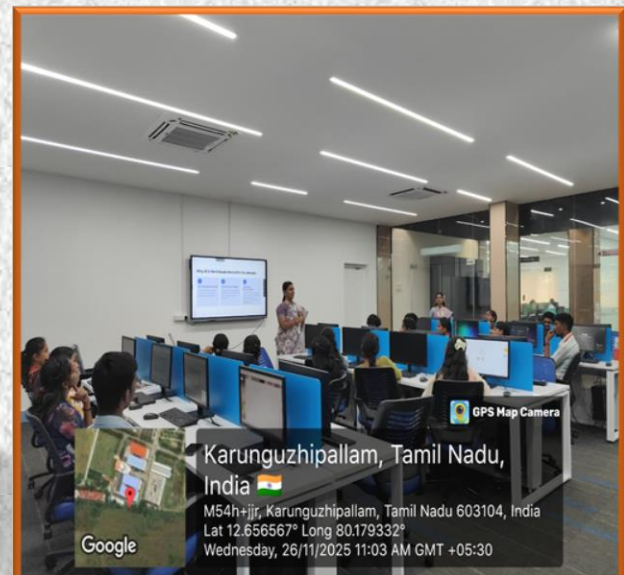 GPS Map Camera
Karunguzhipallam, Tamil Nadu,
India 🇮🇳
M54h+jjr, Karunguzhipallam, Tamil Nadu 603104, India
Lat 12.656567° Long 80.179332°
Wednesday, 26/11/2025 11:03 AM GMT +05:30
Google